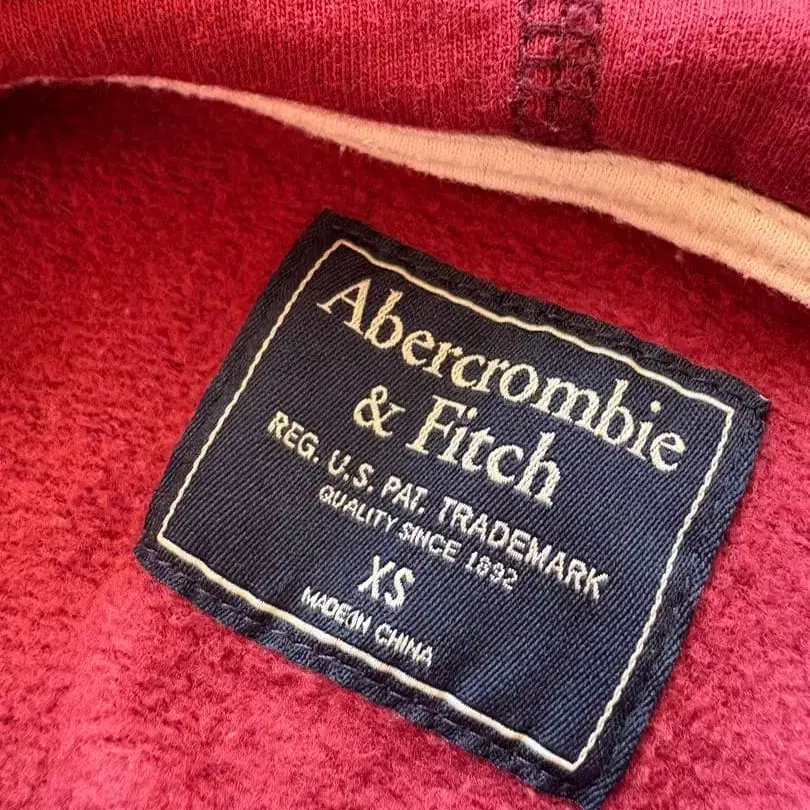 Abercrombie
& Fitch
REG. U.S. PAT. TRADEMARK
QUALITY SINCE 1892
XS
MADE IN CHINA